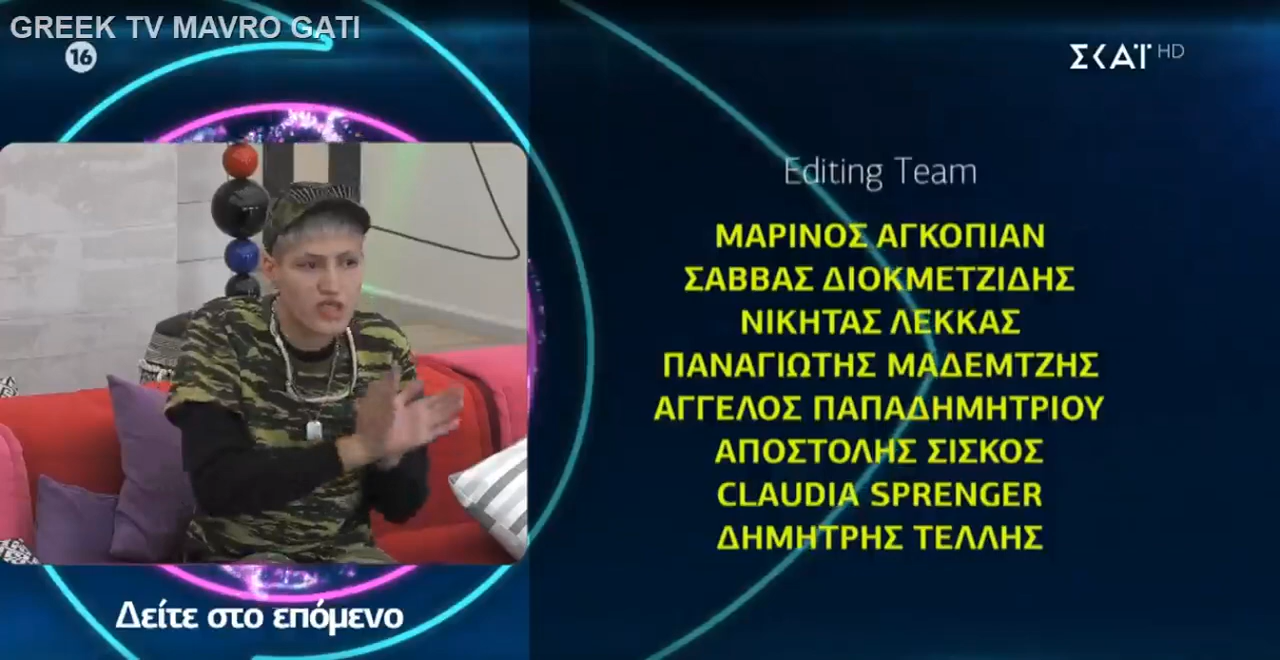 GREEK TV MAVRO GATI
16
ΣΚΑΪ HD
Editing Team
ΜΑΡΙΝΟΣ ΑΓΚΟΠΙΑΝ
ΣΑΒΒΑΣ ΔΙΟΚΜΕΤΖΙΔΗΣ
ΝΙΚΗΤΑΣ ΛΕΚΚΑΣ
ΠΑΝΑΓΙΩΤΗΣ ΜΑΔΕΜΤΖΗΣ
ΑΓΓΕΛΟΣ ΠΑΠΑΔΗΜΗΤΡΙΟΥ
ΑΠΟΣΤΟΛΗΣ ΣΙΣΚΟΣ
CLAUDIA SPRENGER
ΔΗΜΗΤΡΗΣ ΤΕΛΛΗΣ
Δείτε στο επόμενο